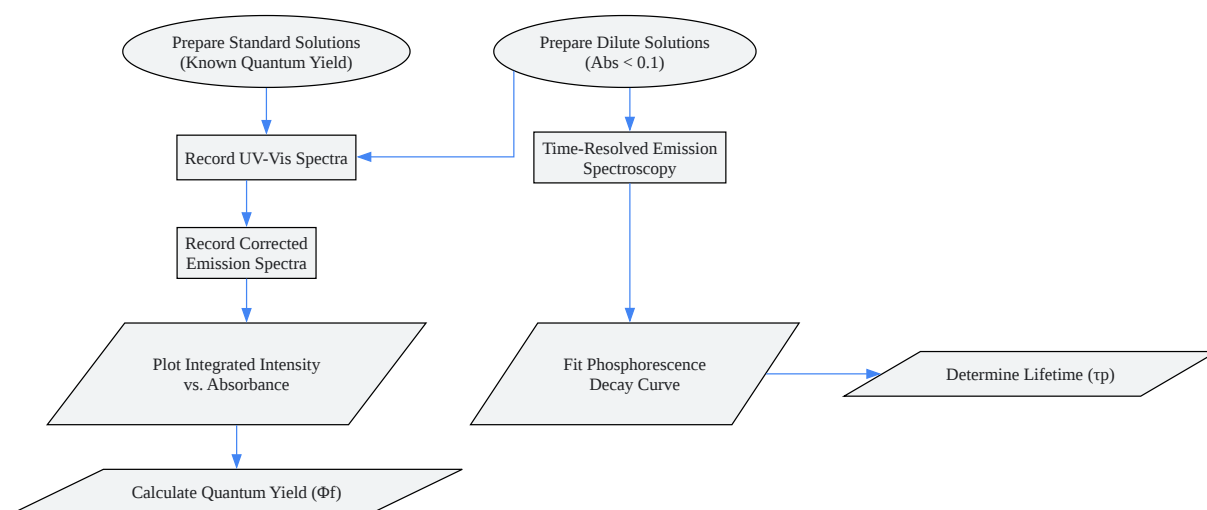 Prepare Standard Solutions
(Known Quantum Yield)
Prepare Dilute Solutions
(Abs < 0.1)
Record UV-Vis Spectra
Time-Resolved Emission
Spectroscopy
Record Corrected
Emission Spectra
Plot Integrated Intensity
vs. Absorbance
Fit Phosphorescence
Decay Curve
Determine Lifetime (τp)
Calculate Quantum Yield (Φf)